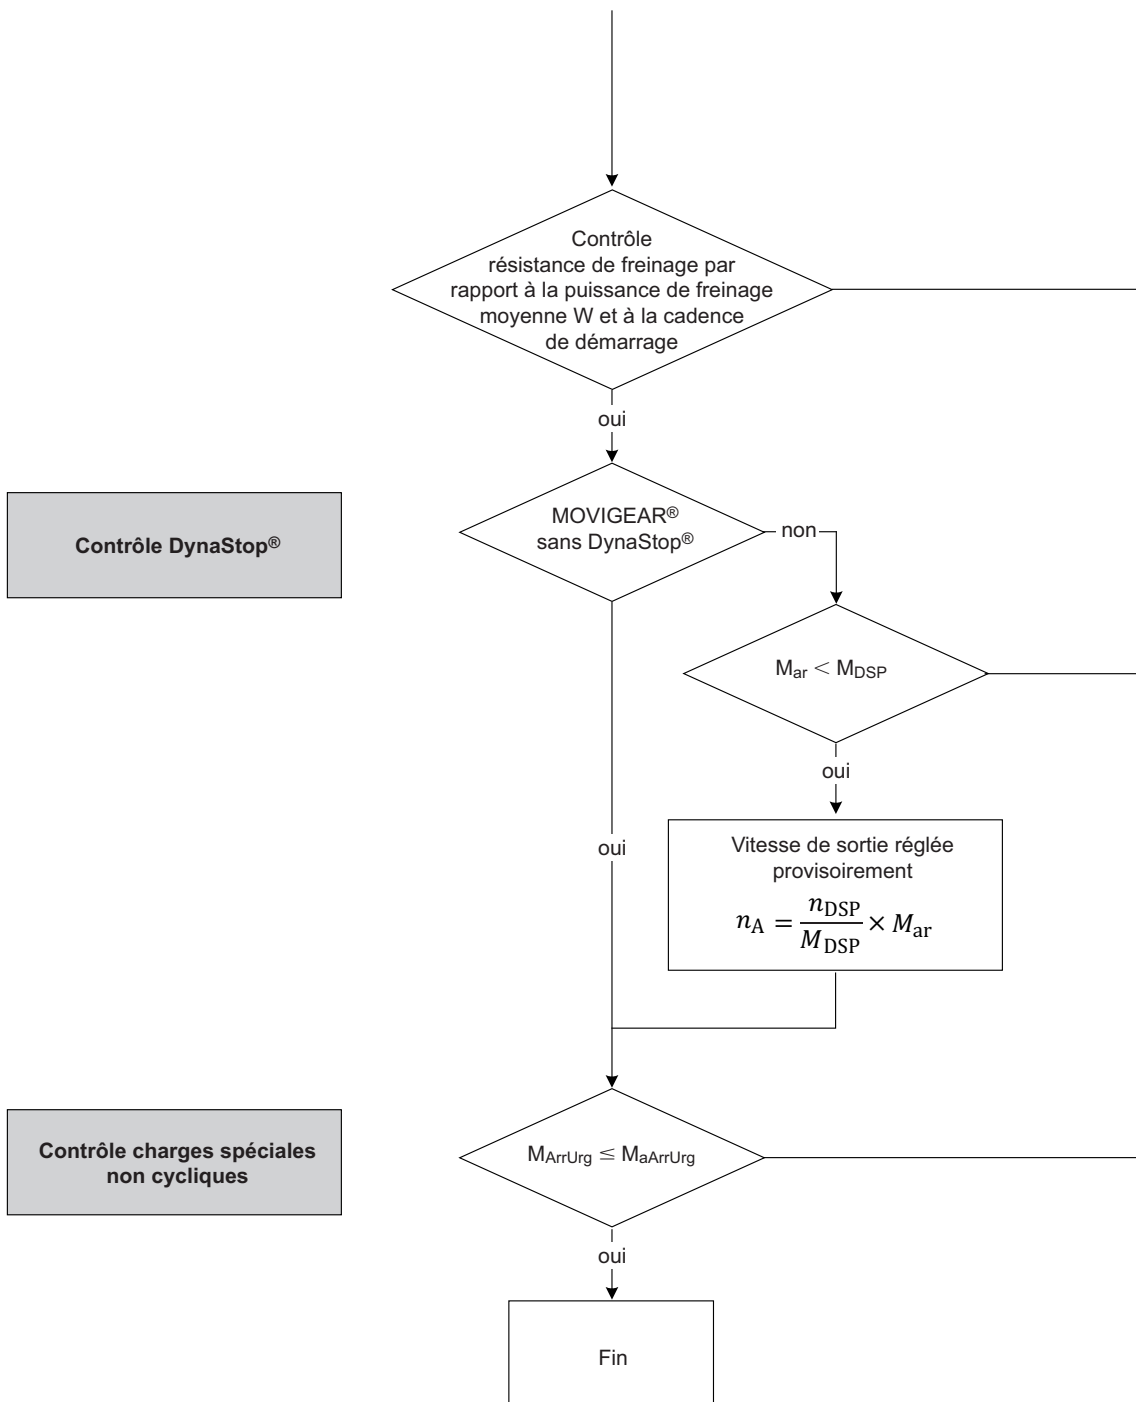 Contrôle
résistance de freinage par
rapport à la puissance de freinage
moyenne W et à la cadence
de démarrage
oui
Contrôle DynaStop®
MOVIGEAR®
sans DynaStop®
non
Mar < MDSP
oui
oui
Vitesse de sortie réglée
provisoirement
nA = nDSP / MDSP × Mar
Contrôle charges spéciales
non cycliques
MArrUrg ≤ MaArrUrg
oui
Fin